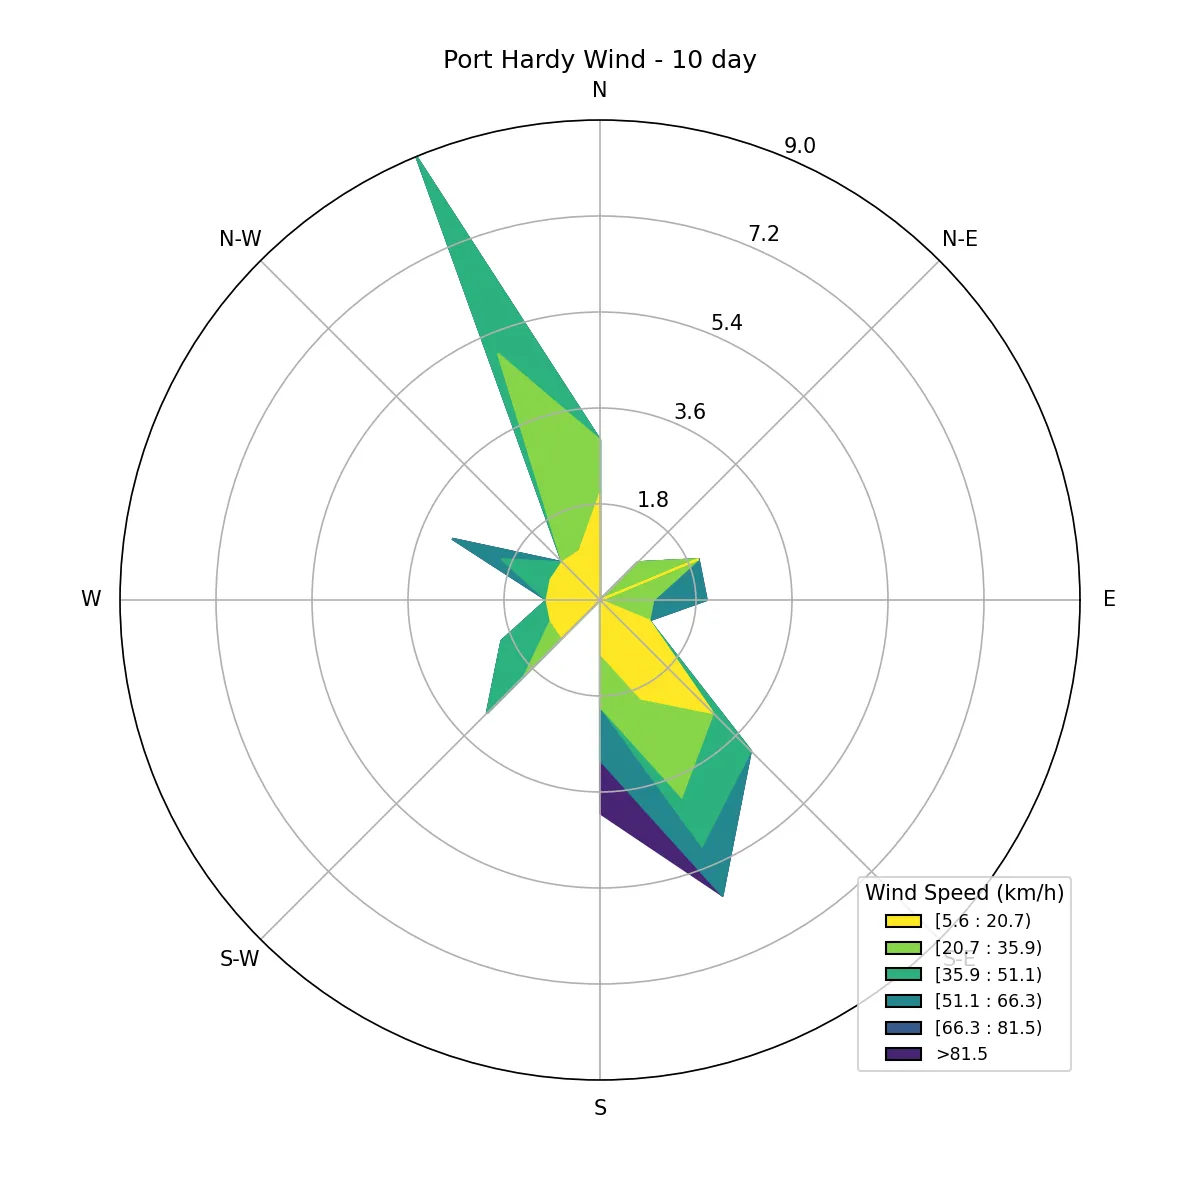 Port Hardy Wind - 10 day
N
9.0
N-W
7.2
N-E
5.4
3.6
1.8
W
E
Wind Speed (km/h)
[5.6 : 20.7)
[20.7 : 35.9)
S-W
S-E
[35.9 : 51.1)
[51.1 : 66.3)
[66.3 : 81.5)
>81.5
S